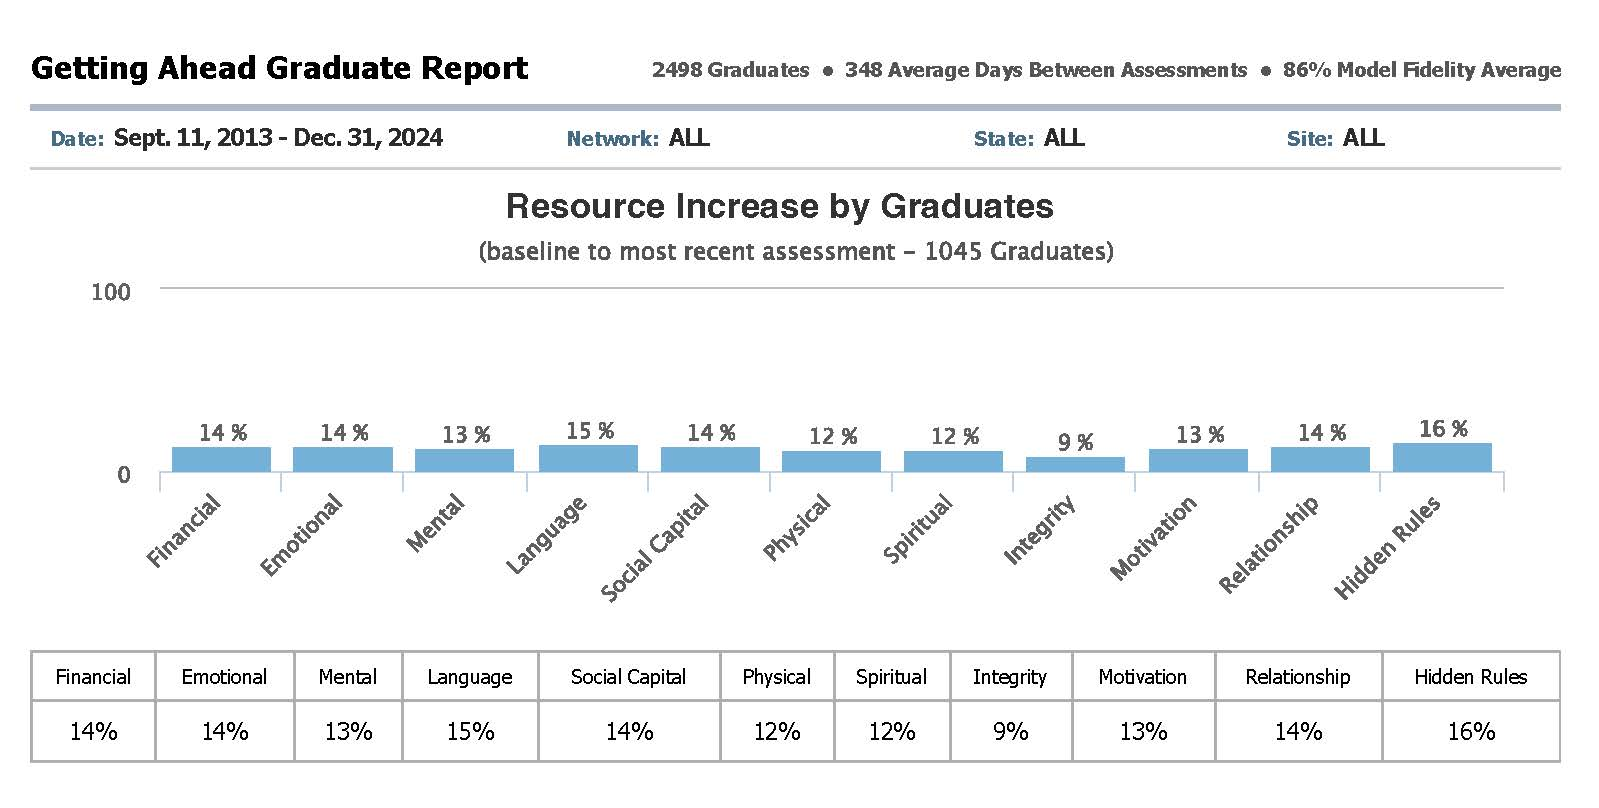 Getting Ahead Graduate Report
2498 Graduates ● 348 Average Days Between Assessments ● 86% Model Fidelity Average
Date: Sept. 11, 2013 - Dec. 31, 2024 Network: ALL State: ALL Site: ALL
Resource Increase by Graduates
(baseline to most recent assessment – 1045 Graduates)
100
14 % 14 % 13 % 15 % 14 % 12 % 12 % 9 % 13 % 14 % 16 %
0
Financial Emotional Mental Language Social Capital Physical Spiritual Integrity Motivation Relationship Hidden Rules
Financial Emotional Mental Language Social Capital Physical Spiritual Integrity Motivation Relationship Hidden Rules
14% 14% 13% 15% 14% 12% 12% 9% 13% 14% 16%